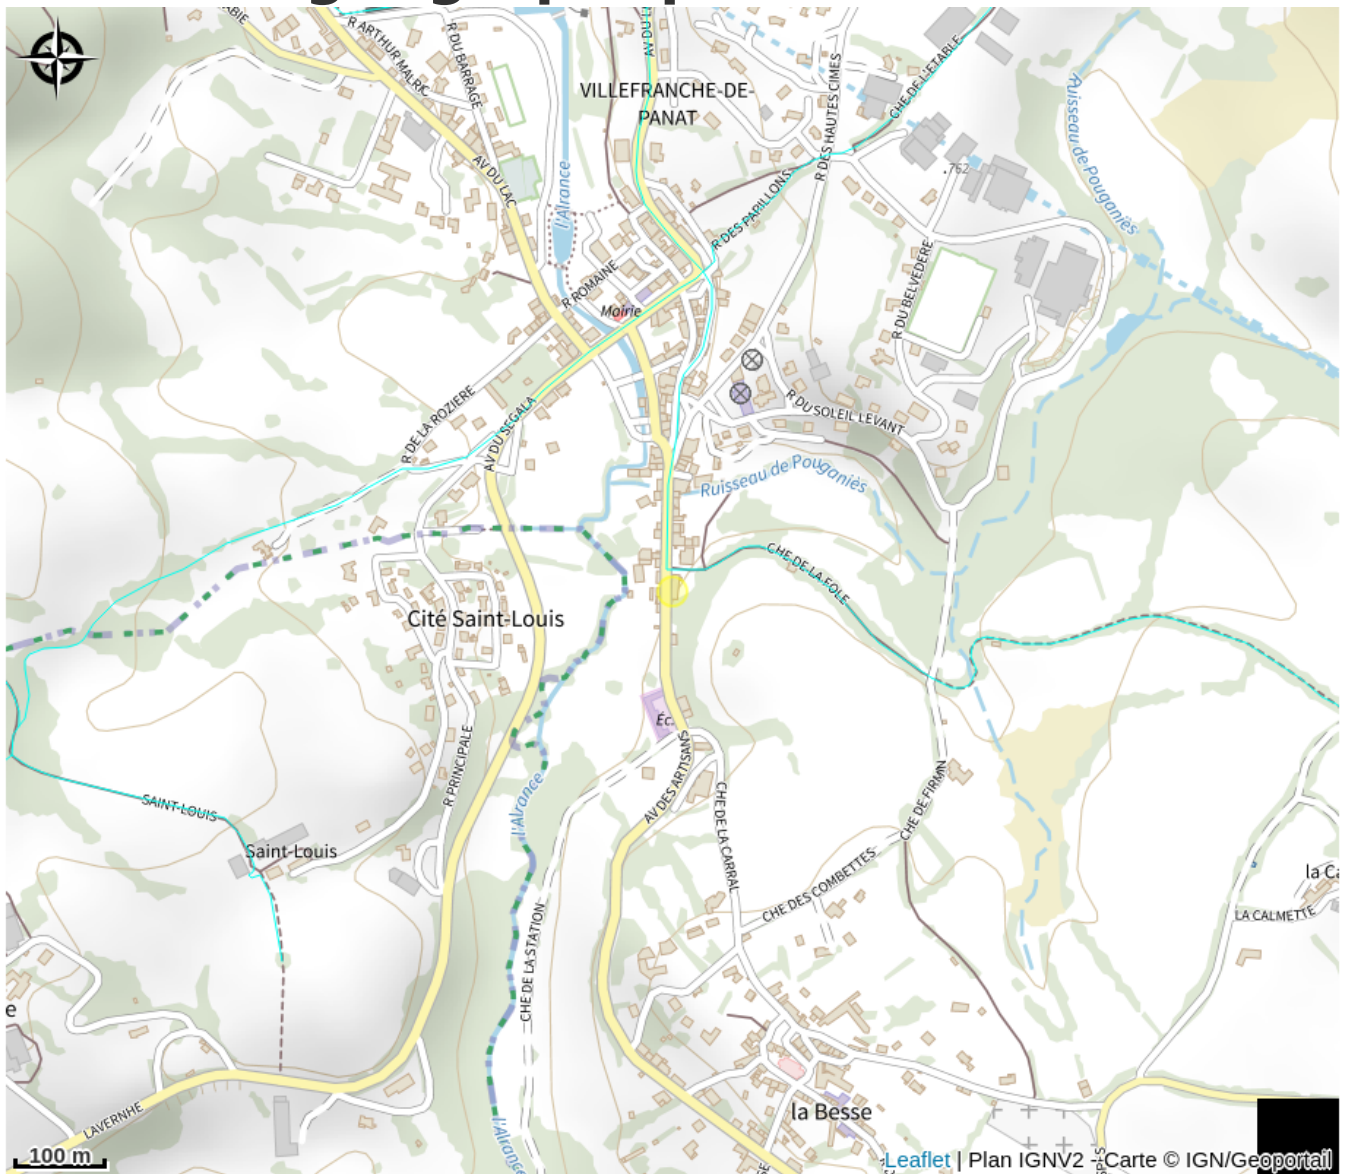 R ARTHUR MALRIC
R DU BARRAGE
VILLEFRANCHE-DE-
PANAT
R DES HAUTES CIMES
CHE DE L'ETABLE
Ruisseau de Pouganiès
.762
AV DU LAC
l'Alrance
R DES PAPILLONS
R ROMAINE
Mairie
R DU BELVEDERE
R DE LA ROZIERE
AV DU SEGALA
R DU SOLEIL LEVANT
Ruisseau de Pouganiès
CHE DE LA FOLE
Cité Saint-Louis
Éc.
R PRINCIPALE
AV DES ARTISANS
CHE DE FIRMIN
SAINT-LOUIS
l'Alrance
CHE DE LA CARRAL
Saint-Louis
CHE DES COMBETTES
la Ca
LA CALMETTE
CHE DE LA STATION
e
LAVERNHE
la Besse
l'Alrance
100 m
Leaflet | Plan IGNV2 - Carte © IGN/Geoportail